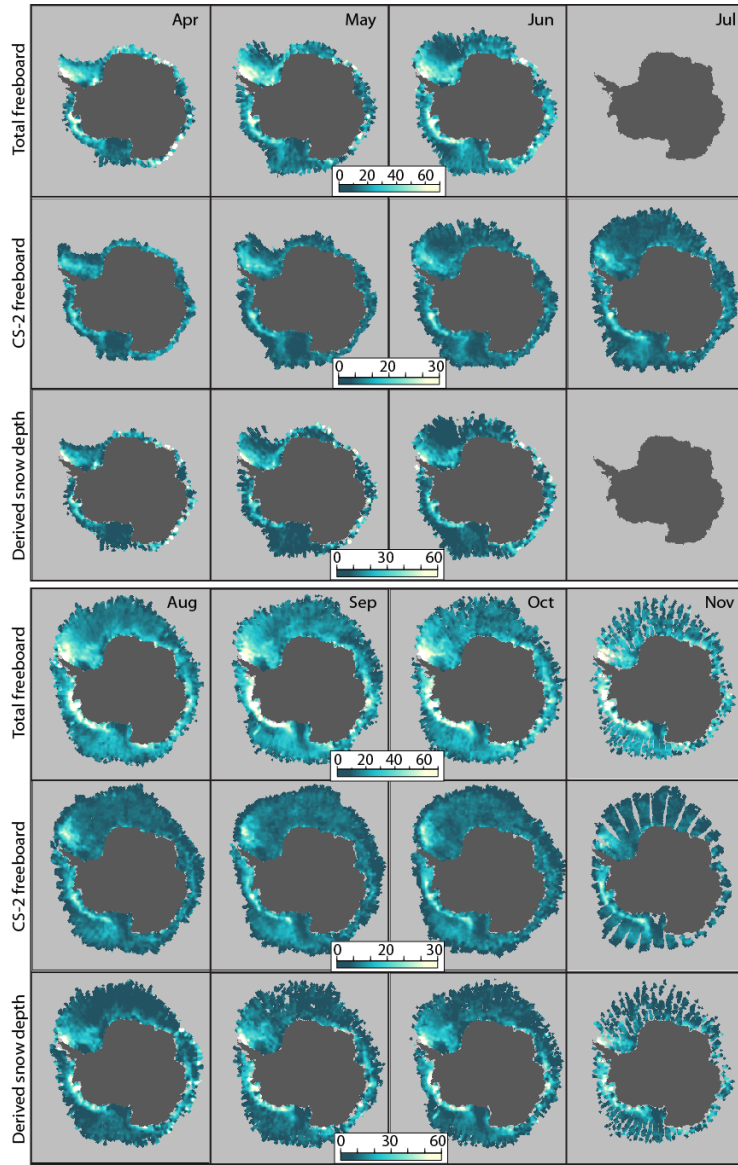 Apr
May
Jun
Jul
Total freeboard
0 20 40 60
CS-2 freeboard
0 30
Derived snow depth
0 30 60
Aug
Sep
Oct
Nov
Total freeboard
0 20 40 60
CS-2 freeboard
0 30
Derived snow depth
0 30 60